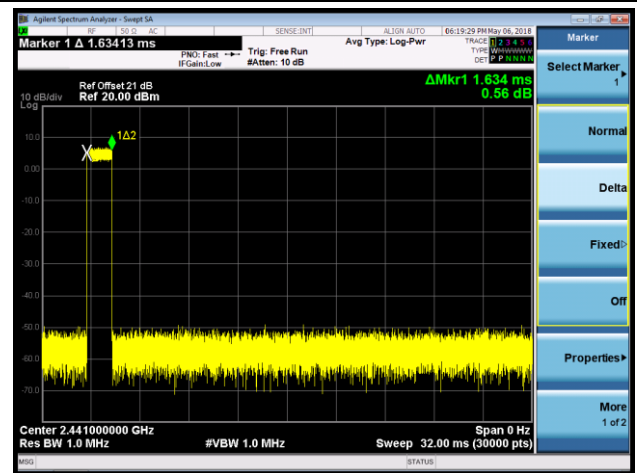 Agilent Spectrum Analyzer - Swept SA
RF 50 Ω AC SENSE:INT ALIGN AUTO 06:19:29 PM May 06, 2018
Marker 1 Δ 1.63413 ms
PNO: Fast
IFGain:Low
Trig: Free Run
#Atten: 10 dB
Avg Type: Log-Pwr
TRACE 1 2 3 4 5 6
TYPE
DET P P N N N N
Ref Offset 21 dB
10 dB/div Ref 20.00 dBm
Log
ΔMkr1 1.634 ms
0.56 dB
1Δ2
10.0
0.00
-10.0
-20.0
-30.0
-40.0
-50.0
-60.0
-70.0
Center 2.441000000 GHz Span 0 Hz
Res BW 1.0 MHz #VBW 1.0 MHz Sweep 32.00 ms (30000 pts)
MSG STATUS
Marker
Select Marker
1
Normal
Delta
Fixed
Off
Properties
More
1 of 2